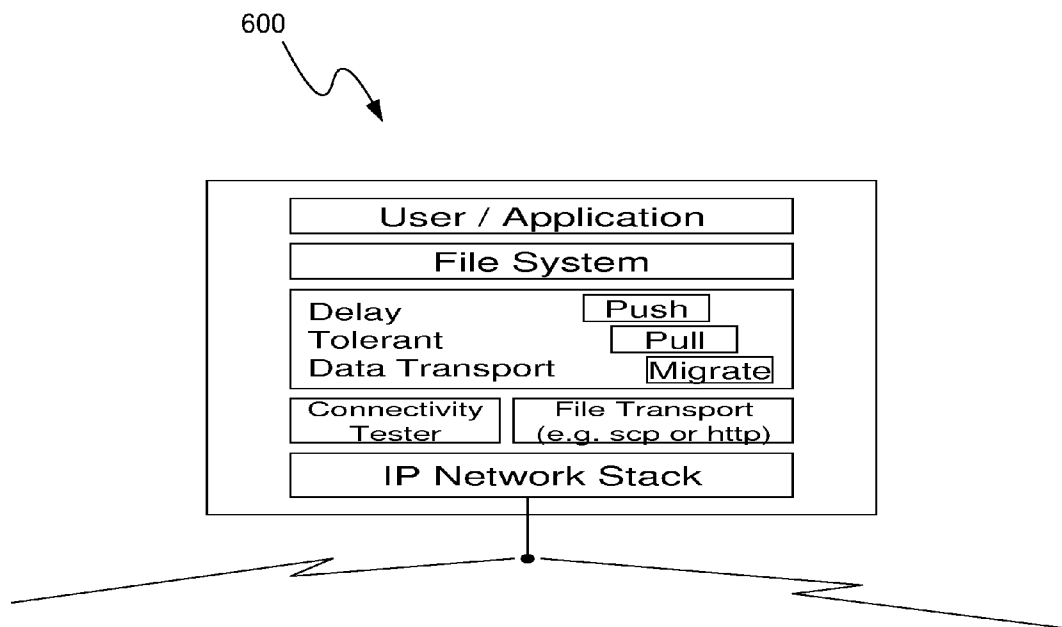 600
User / Application
File System
Delay
Tolerant
Data Transport
Push
Pull
Migrate
Connectivity
Tester
File Transport
(e.g. scp or http)
IP Network Stack